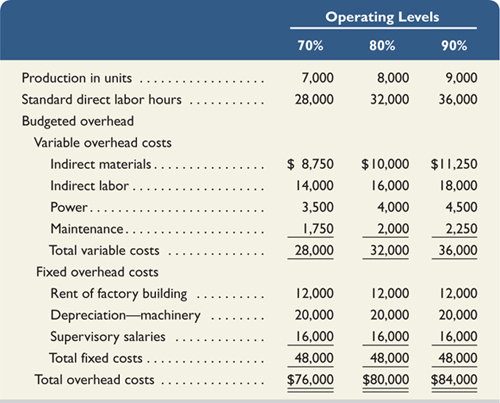 Operating Levels
70% 80% 90%
Production in units .................. 7,000 8,000 9,000
Standard direct labor hours ........... 28,000 32,000 36,000
Budgeted overhead
Variable overhead costs
Indirect materials................ $ 8,750 $10,000 $11,250
Indirect labor................... 14,000 16,000 18,000
Power......................... 3,500 4,000 4,500
Maintenance.................... 1,750 2,000 2,250
Total variable costs .............. 28,000 32,000 36,000
Fixed overhead costs
Rent of factory building .......... 12,000 12,000 12,000
Depreciation—machinery ........ 20,000 20,000 20,000
Supervisory salaries ............. 16,000 16,000 16,000
Total fixed costs................. 48,000 48,000 48,000
Total overhead costs ............... $76,000 $80,000 $84,000